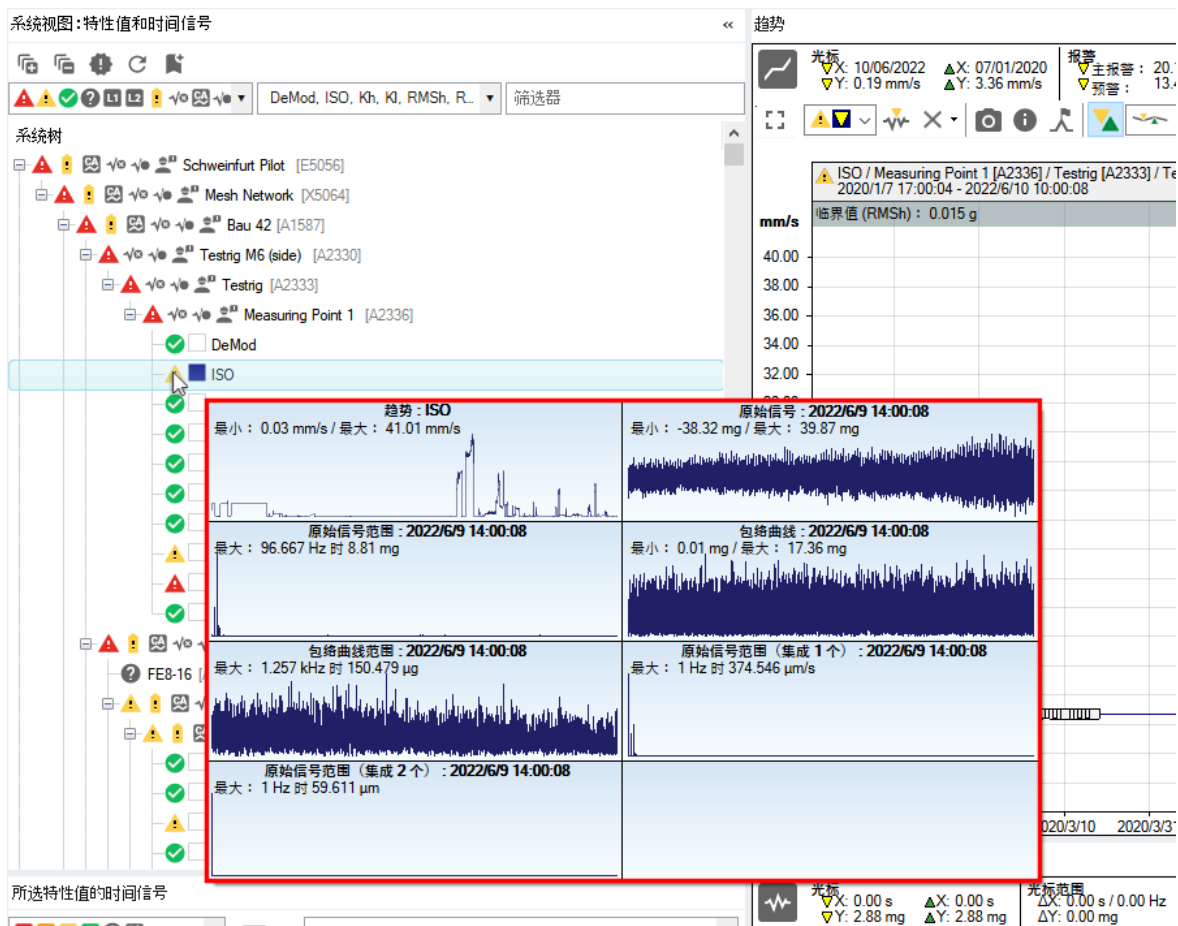 系统视图:特性值和时间信号
«
DeMod, ISO, Kh, Kl, RMSh, R...
筛选器
系统树
Schweinfurt Pilot [E5056]
Mesh Network [X5064]
Bau 42 [A1587]
Testrig M6 (side) [A2330]
Testrig [A2333]
Measuring Point 1 [A2336]
DeMod
ISO
FE8-16
趋势 : ISO
最小： 0.03 mm/s / 最大： 41.01 mm/s
原始信号 : 2022/6/9 14:00:08
最小： -38.32 mg / 最大： 39.87 mg
原始信号范围 : 2022/6/9 14:00:08
最大： 96.667 Hz 时 8.81 mg
包络曲线 : 2022/6/9 14:00:08
最小： 0.01 mg / 最大： 17.36 mg
包络曲线范围 : 2022/6/9 14:00:08
最大： 1.257 kHz 时 150.479 µg
原始信号范围（集成 1 个） : 2022/6/9 14:00:08
最大： 1 Hz 时 374.546 µm/s
原始信号范围（集成 2 个） : 2022/6/9 14:00:08
最大： 1 Hz 时 59.611 µm
所选特性值的时间信号
趋势
光标
X: 10/06/2022
X: 07/01/2020
Y: 0.19 mm/s
Y: 3.36 mm/s
报警
主报警： 20.
预警： 13.4
ISO / Measuring Point 1 [A2336] / Testrig [A2333] / Te
2020/1/7 17:00:04 - 2022/6/10 10:00:08
临界值 (RMSh)： 0.015 g
mm/s
40.00
38.00
36.00
34.00
32.00
020/3/10
2020/3/31
光标
X: 0.00 s
X: 0.00 s
Y: 2.88 mg
Y: 2.88 mg
光标范围
ΔX: 0.00 s / 0.00 Hz
ΔY: 0.00 mg